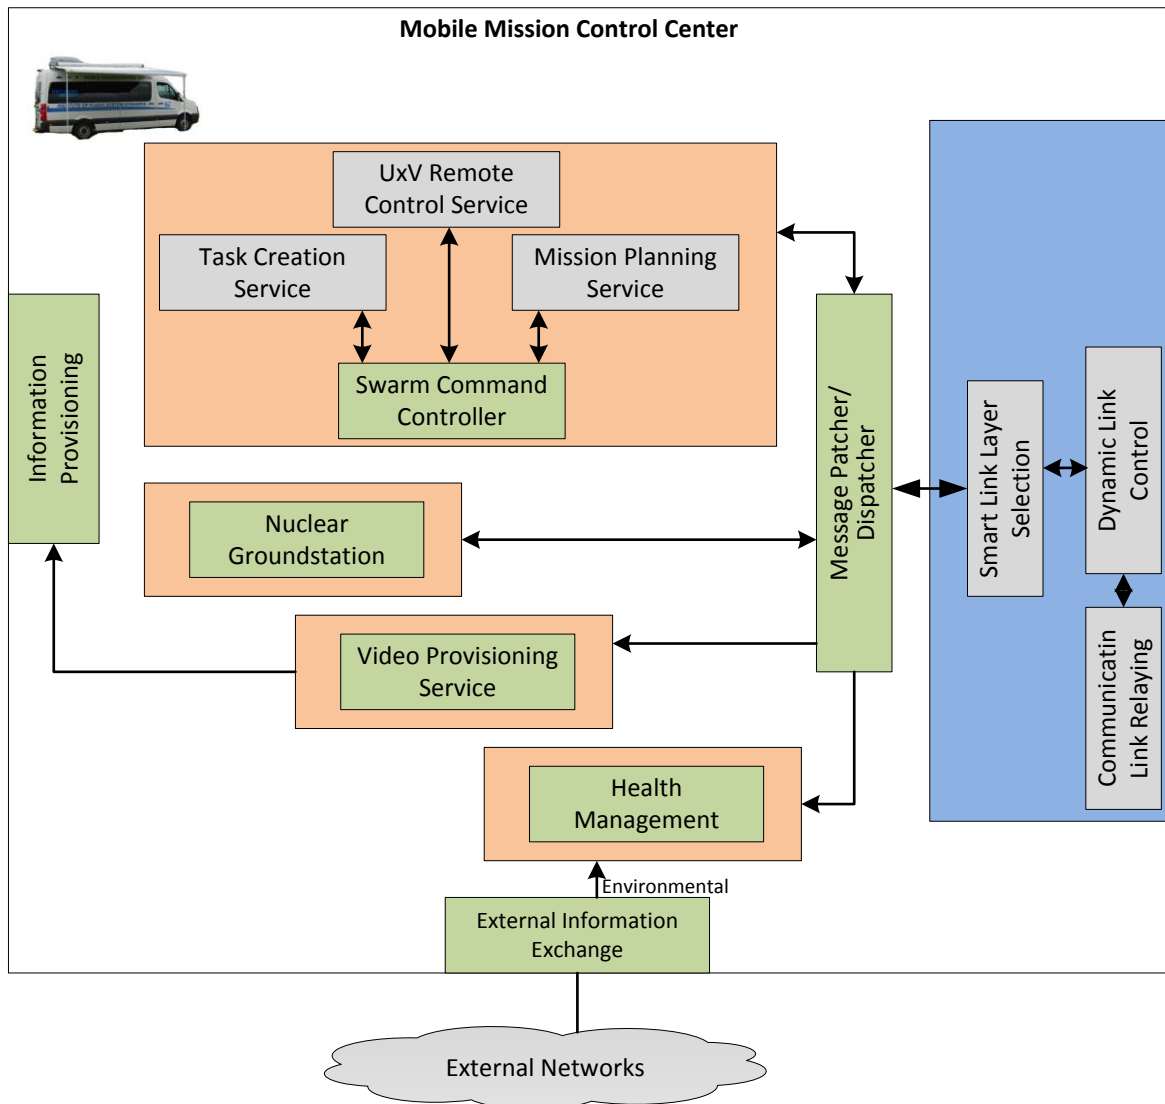 Mobile Mission Control Center
UxV Remote
Control Service
Task Creation
Service
Mission Planning
Service
Swarm Command
Controller
Information
Provisioning
Nuclear
Groundstation
Message Patcher/
Dispatcher
Smart Link Layer
Selection
Dynamic Link
Control
Communicatin
Link Relaying
Video Provisioning
Service
Health
Management
Environmental
External Information
Exchange
External Networks